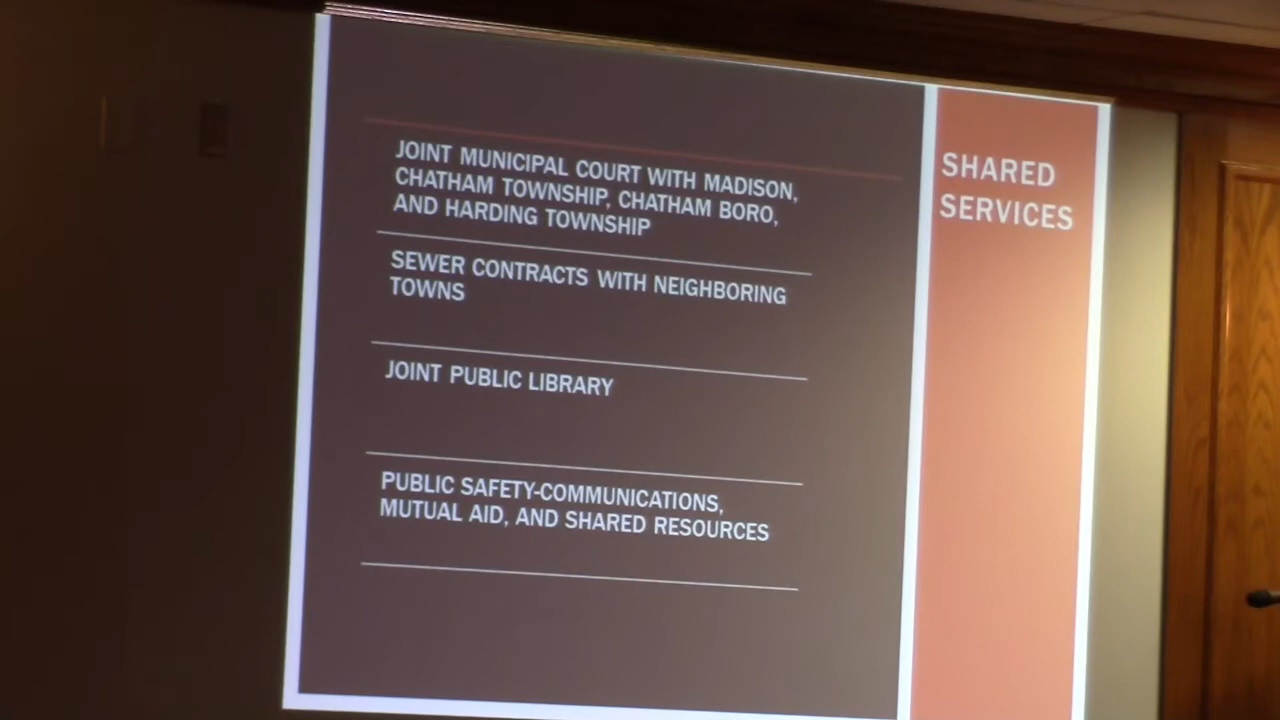 JOINT MUNICIPAL COURT WITH MADISON,
CHATHAM TOWNSHIP, CHATHAM BORO,
AND HARDING TOWNSHIP
SEWER CONTRACTS WITH NEIGHBORING
TOWNS
JOINT PUBLIC LIBRARY
PUBLIC SAFETY-COMMUNICATIONS,
MUTUAL AID, AND SHARED RESOURCES
SHARED
SERVICES